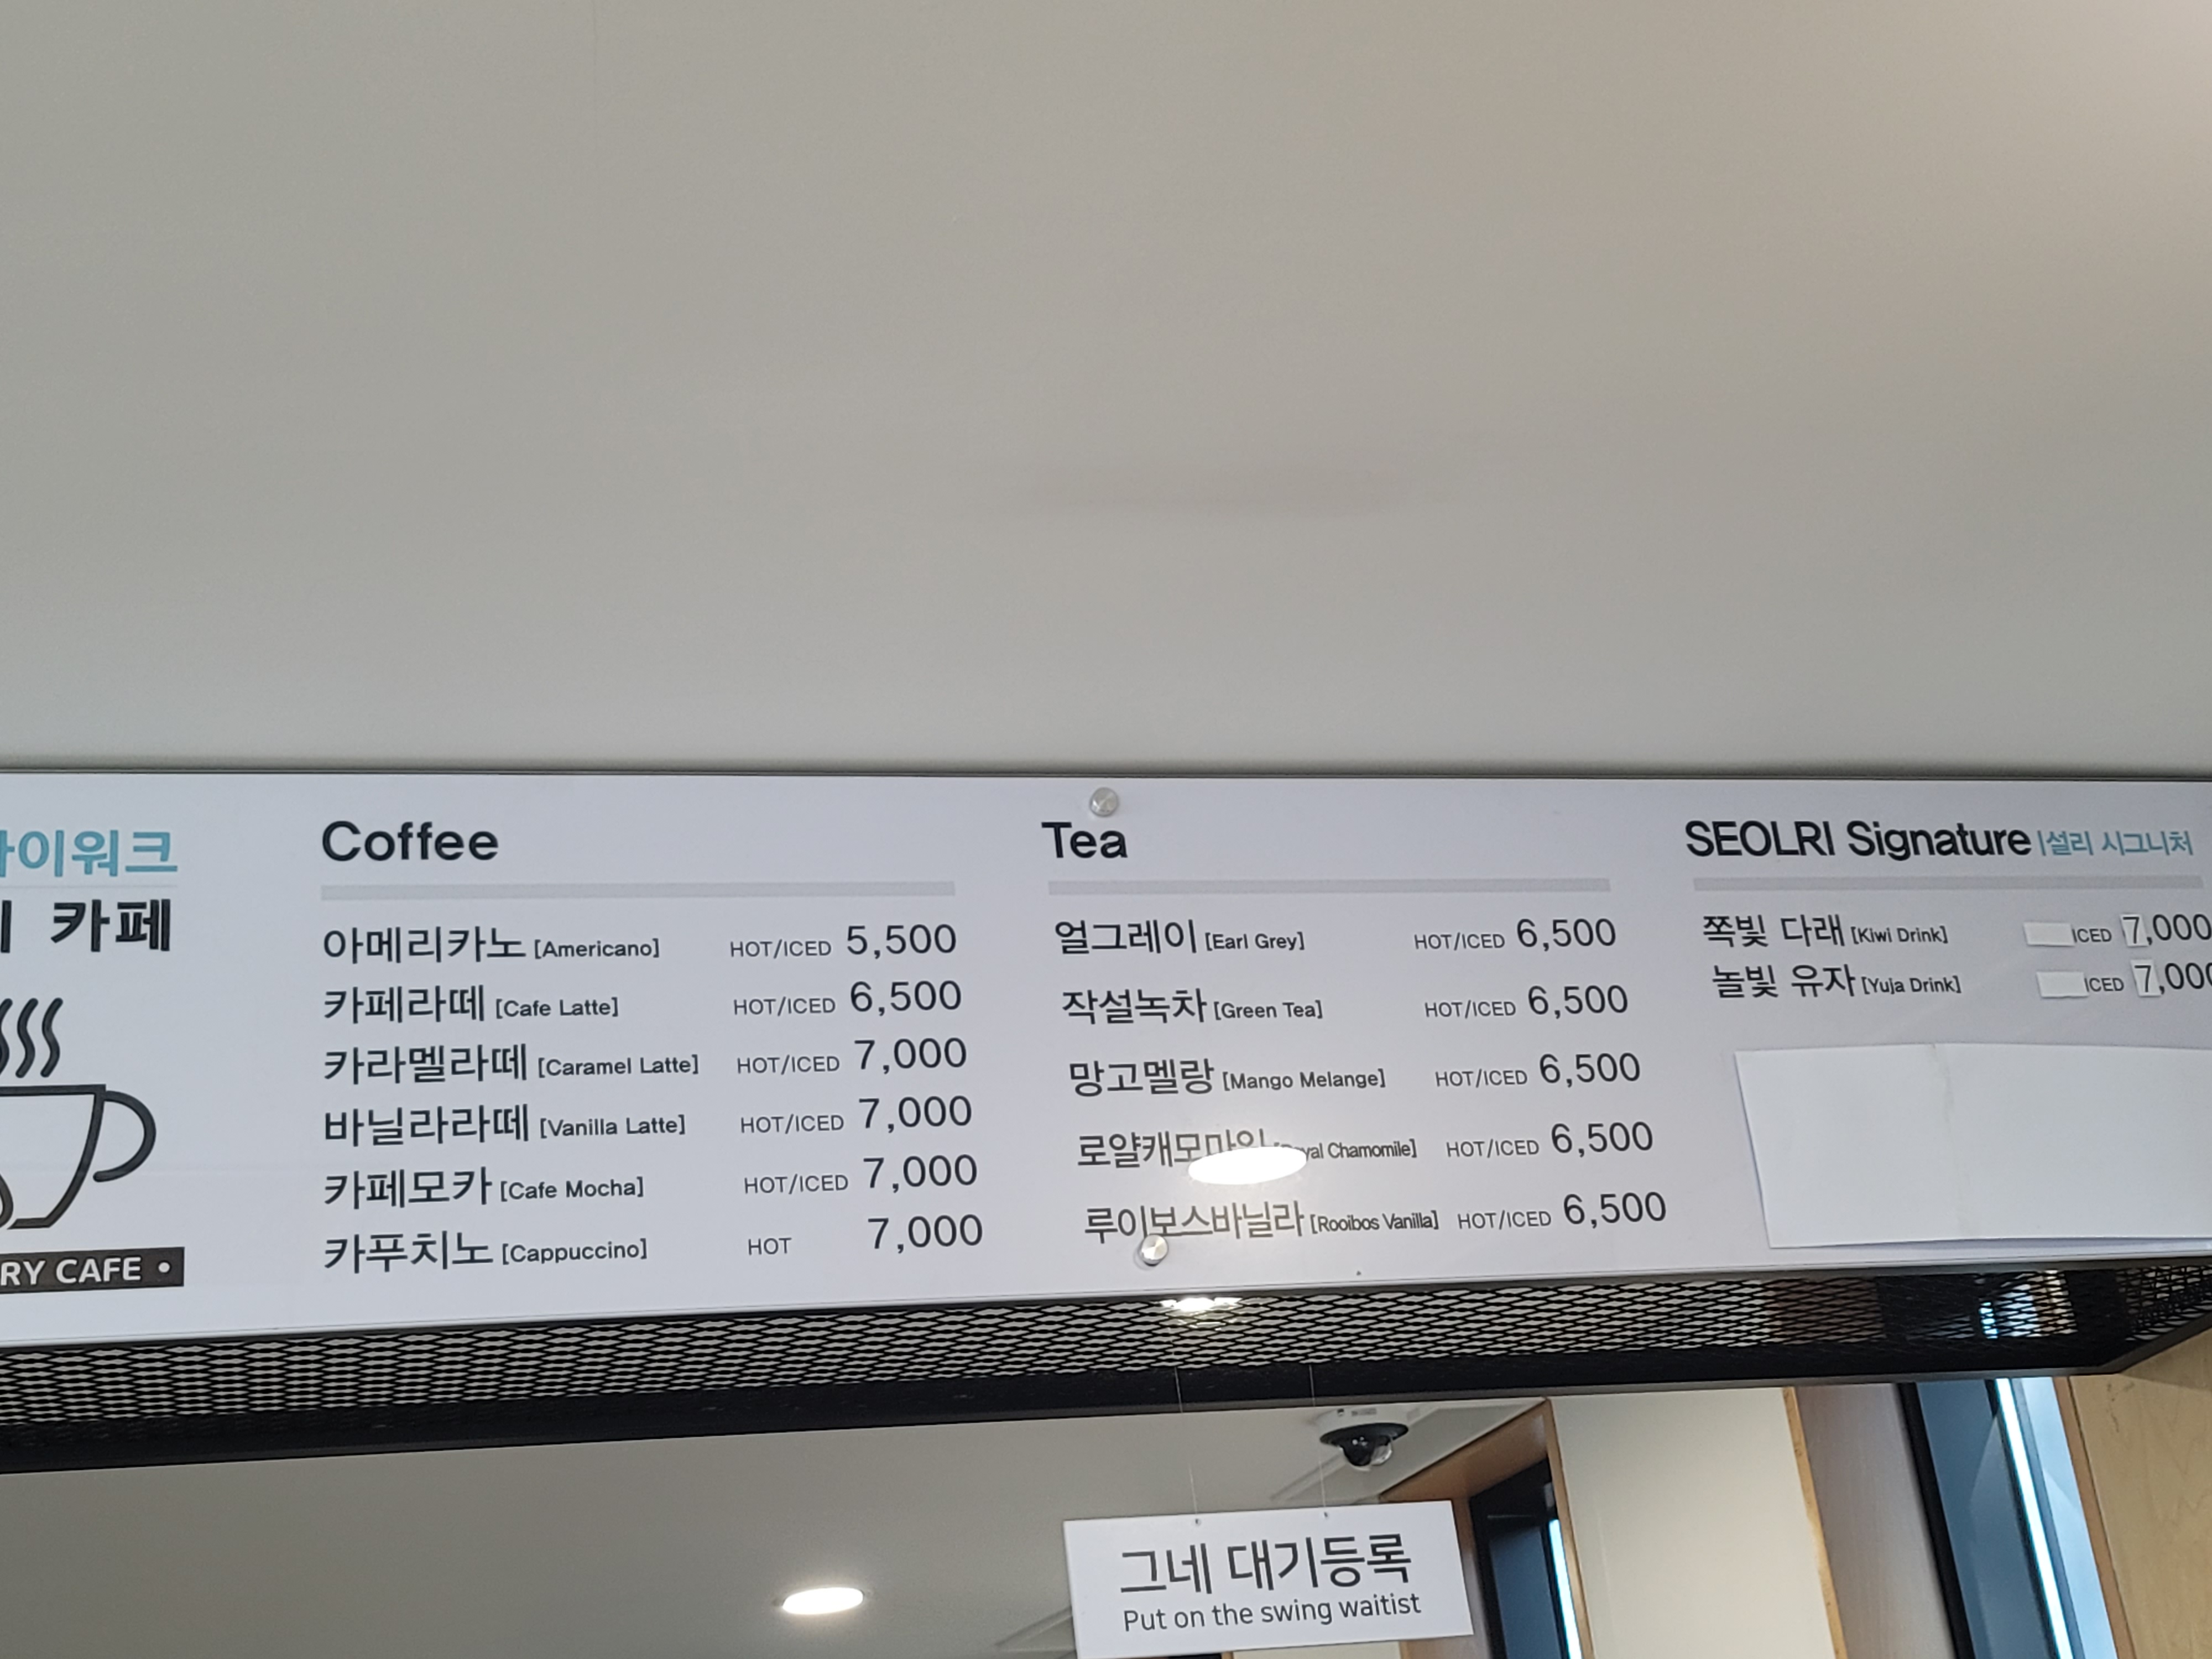 이워크
카페
RY CAFE •
Coffee
아메리카노 [Americano] HOT/ICED 5,500
카페라떼 [Cafe Latte] HOT/ICED 6,500
카라멜라떼 [Caramel Latte] HOT/ICED 7,000
바닐라라떼 [Vanilla Latte] HOT/ICED 7,000
카페모카 [Cafe Mocha] HOT/ICED 7,000
카푸치노 [Cappuccino] HOT 7,000
Tea
얼그레이 [Earl Grey] HOT/ICED 6,500
작설녹차 [Green Tea] HOT/ICED 6,500
망고멜랑 [Mango Melange] HOT/ICED 6,500
로얄캐모마일 Chamomile] HOT/ICED 6,500
루이보스바닐라 [Rooibos Vanilla] HOT/ICED 6,500
SEOLRI Signature |설리 시그니처
쪽빛 다래 [Kiwi Drink] ICED 7,000
놀빛 유자 [Yuja Drink] ICED 7,000
그네 대기등록
Put on the swing waitist